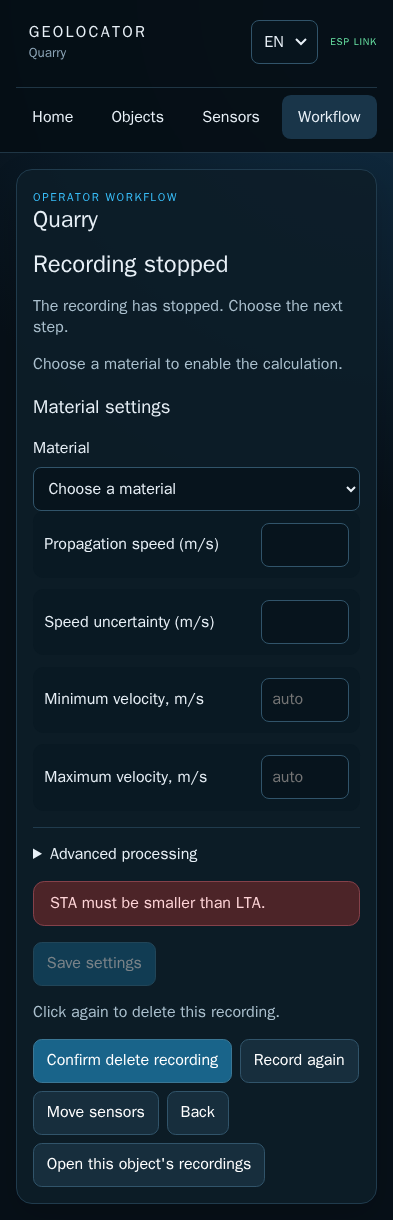 GEOLOCATOR
Quarry
EN
ESP LINK
Home
Objects
Sensors
Workflow
OPERATOR WORKFLOW
Quarry
Recording stopped
The recording has stopped. Choose the next
step.
Choose a material to enable the calculation.
Material settings
Material
Choose a material
Propagation speed (m/s)
Speed uncertainty (m/s)
Minimum velocity, m/s
auto
Maximum velocity, m/s
auto
Advanced processing
STA must be smaller than LTA.
Save settings
Click again to delete this recording.
Confirm delete recording
Record again
Move sensors
Back
Open this object's recordings